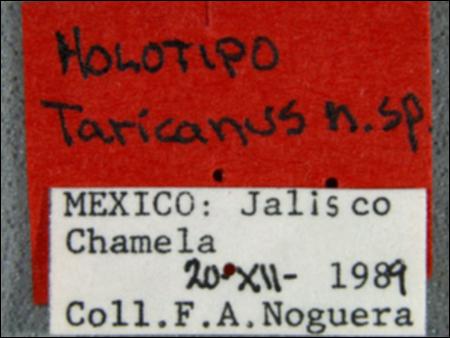 HOLOTIPO
Taricanus n.sp.
MEXICO: Jalisco
Chamela
20-XII- 1989
Coll.F.A.Noguera